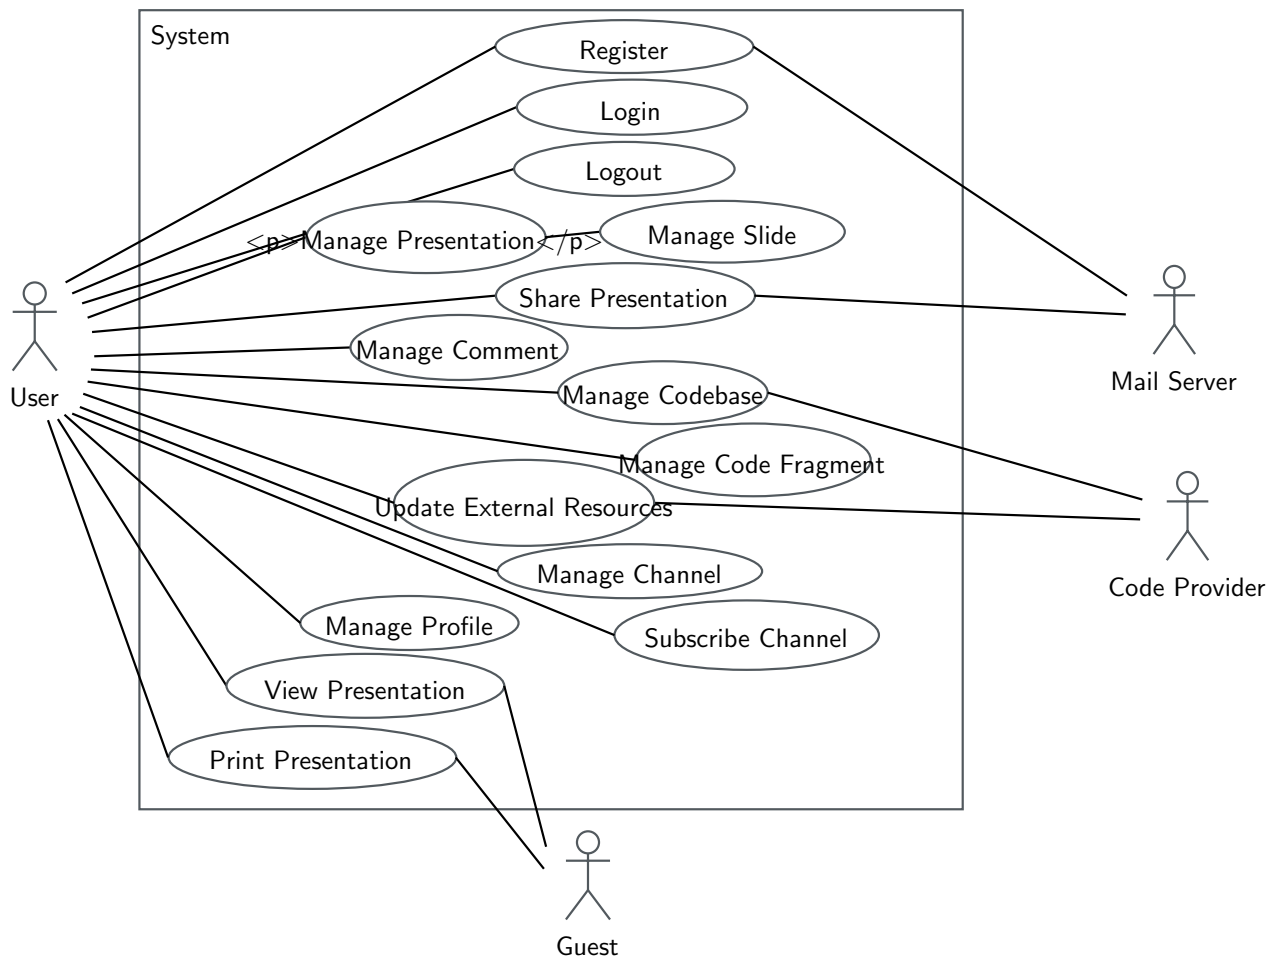 System
Register
Login
Logout
<p>Manage Presentation</p>
Manage Slide
Share Presentation
Manage Comment
User
Mail Server
Manage Codebase
Manage Code Fragment
Update External Resources
Manage Channel
Code Provider
Manage Profile
Subscribe Channel
View Presentation
Print Presentation
Guest